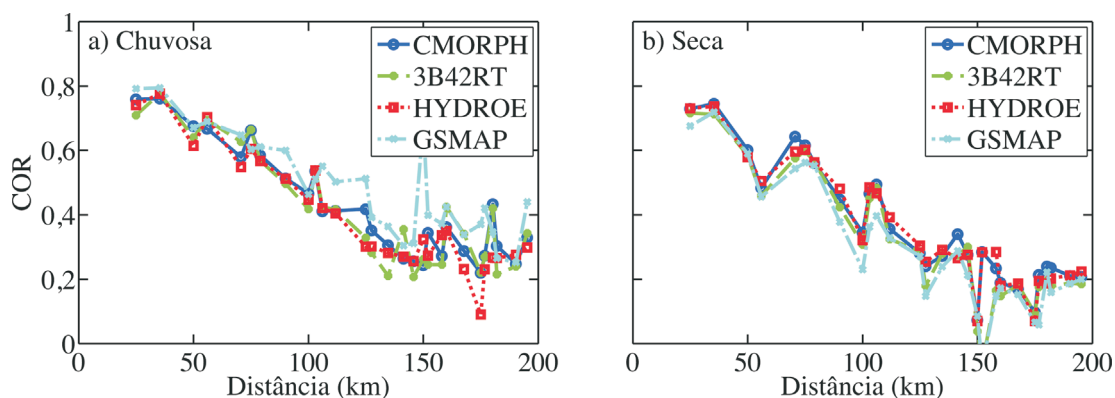 a) Chuvosa
CMORPH
3B42RT
HYDROE
GSMAP
COR
1
0,8
0,6
0,4
0,2
0
0
50
100
150
200
Distância (km)
b) Seca
CMORPH
3B42RT
HYDROE
GSMAP
0
50
100
150
200
Distância (km)